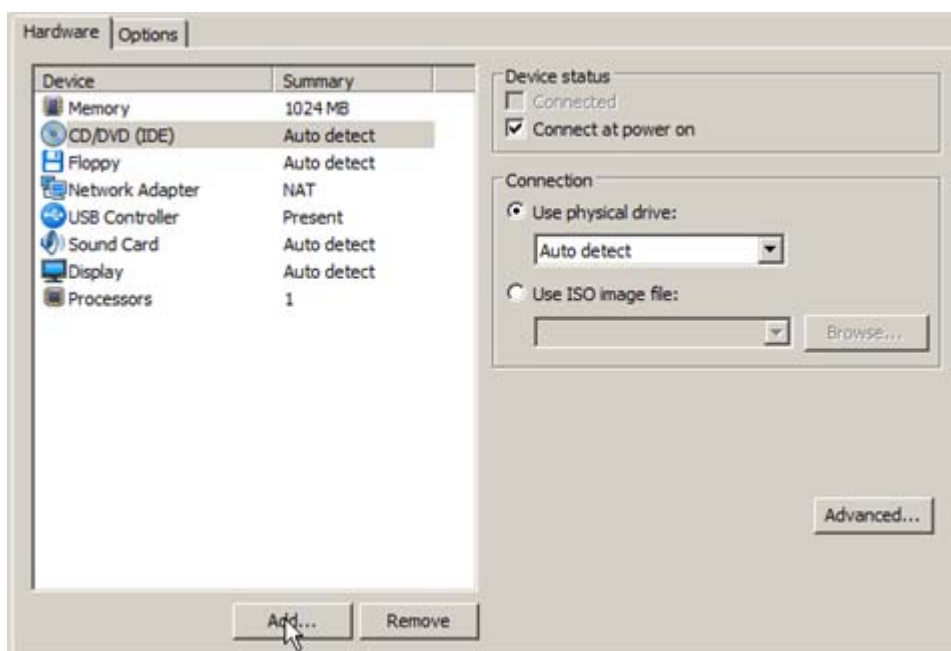 Hardware Options
Device Summary
Memory 1024 MB
CD/DVD (IDE) Auto detect
Floppy Auto detect
Network Adapter NAT
USB Controller Present
Sound Card Auto detect
Display Auto detect
Processors 1
Add... Remove
Device status
Connected
Connect at power on
Connection
Use physical drive:
Auto detect
Use ISO image file:
Browse...
Advanced...